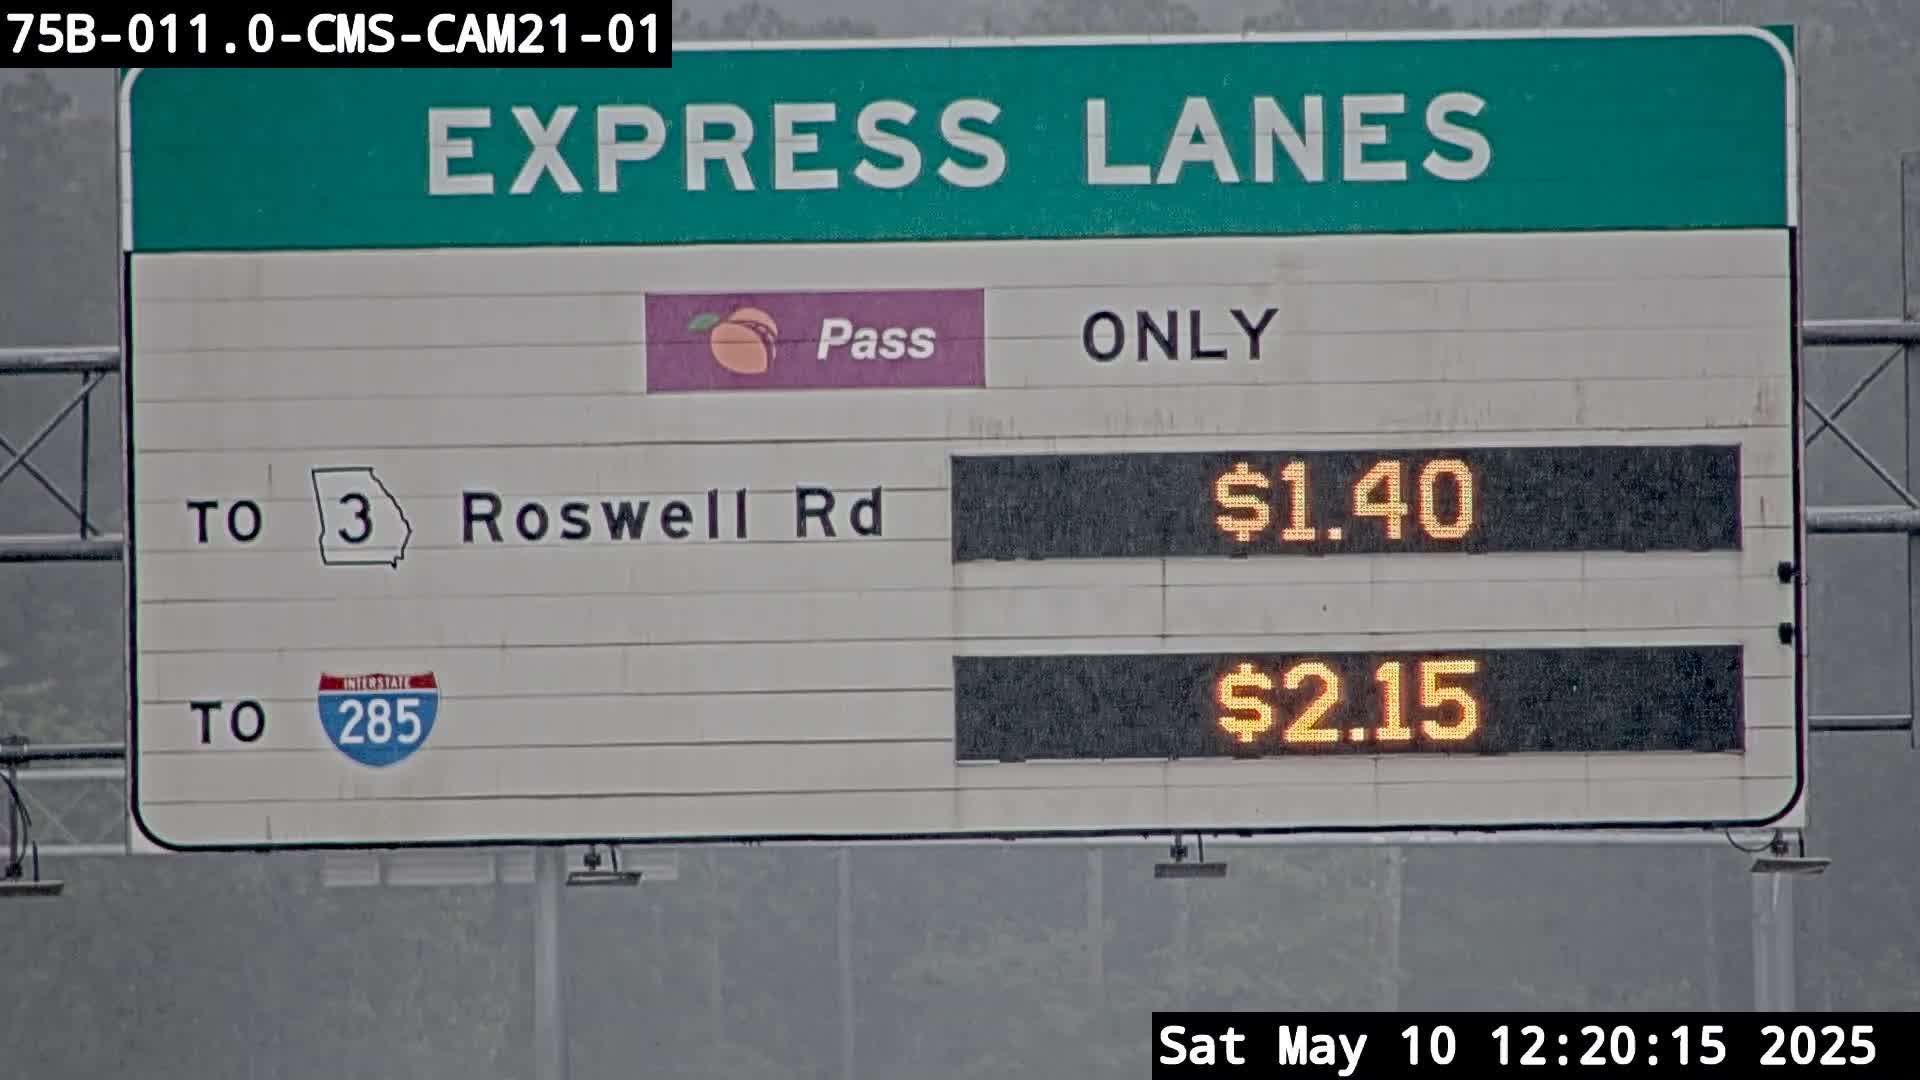 75B-011.0-CMS-CAM21-01
EXPRESS LANES
Pass ONLY
TO 3 Roswell Rd $1.40
INTERSTATE
TO 285 $2.15
Sat May 10 12:20:15 2025